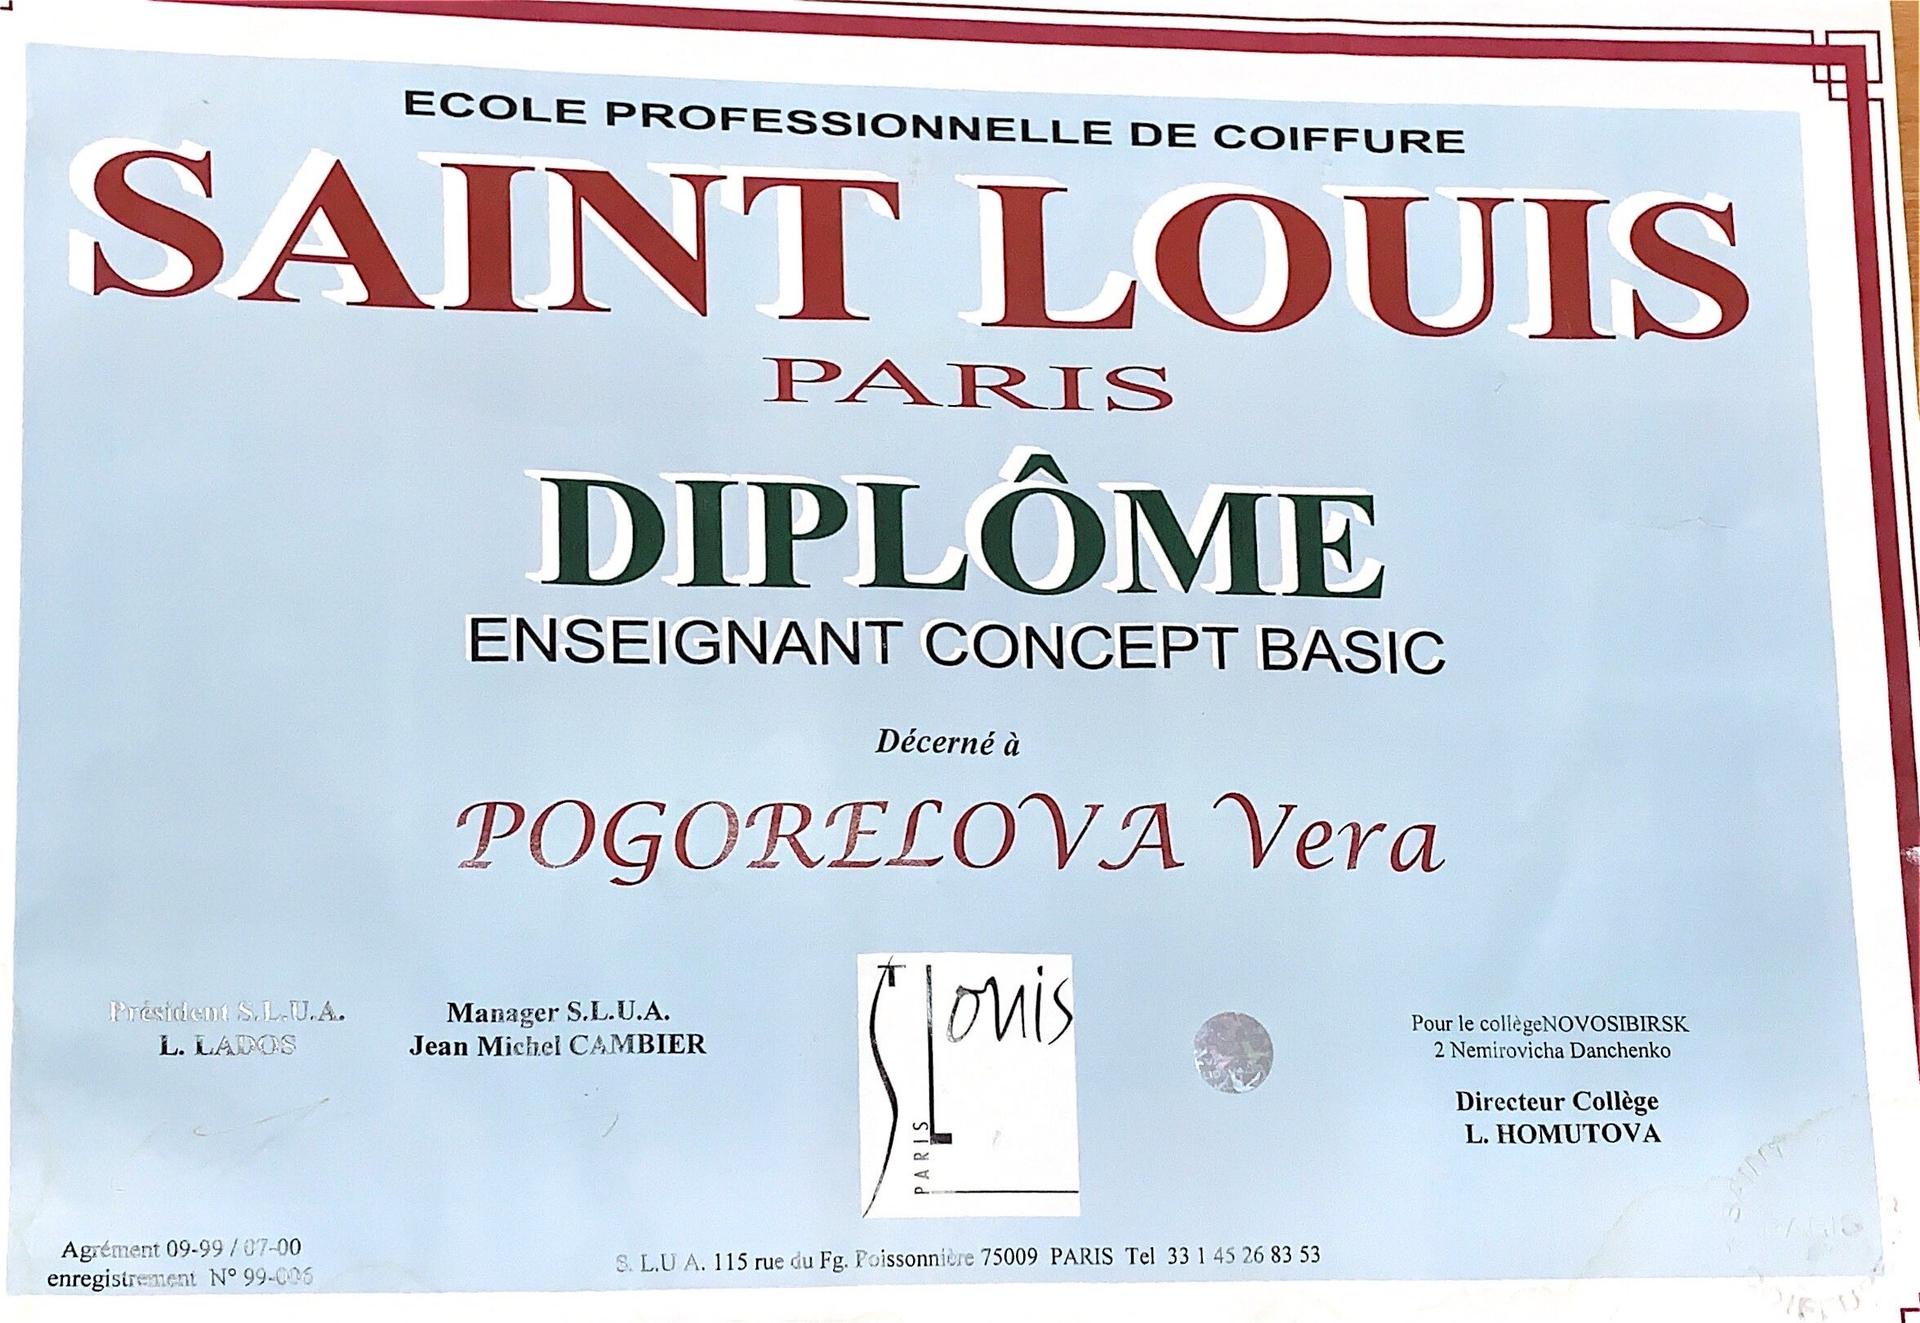 ECOLE PROFESSIONNELLE DE COIFFURE
SAINT LOUIS
PARIS
DIPLÔME
ENSEIGNANT CONCEPT BASIC
Décerné à
POGORELOVA Vera
Président S.L.U.A.
L. LADOS
Manager S.L.U.A.
Jean Michel CAMBIER
ST Louis
PARIS
Pour le collègeNOVOSIBIRSK
2 Nemirovicha Danchenko
Directeur Collège
L. HOMUTOVA
Agrément 09-99 / 07-00
enregistrement N° 99-006
S. L.U A. 115 rue du Fg. Poissonnière 75009 PARIS Tel 33 1 45 26 83 53